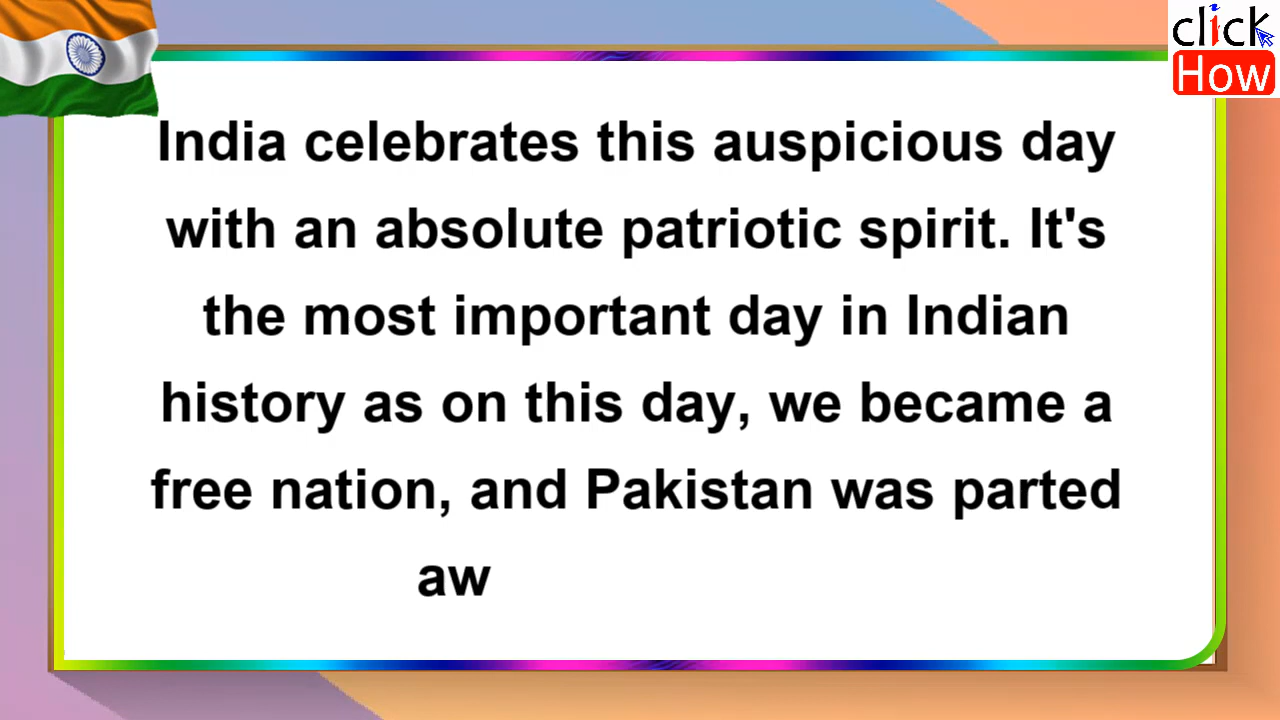 click
How
India celebrates this auspicious day
with an absolute patriotic spirit. It's
the most important day in Indian
history as on this day, we became a
free nation, and Pakistan was parted
aw